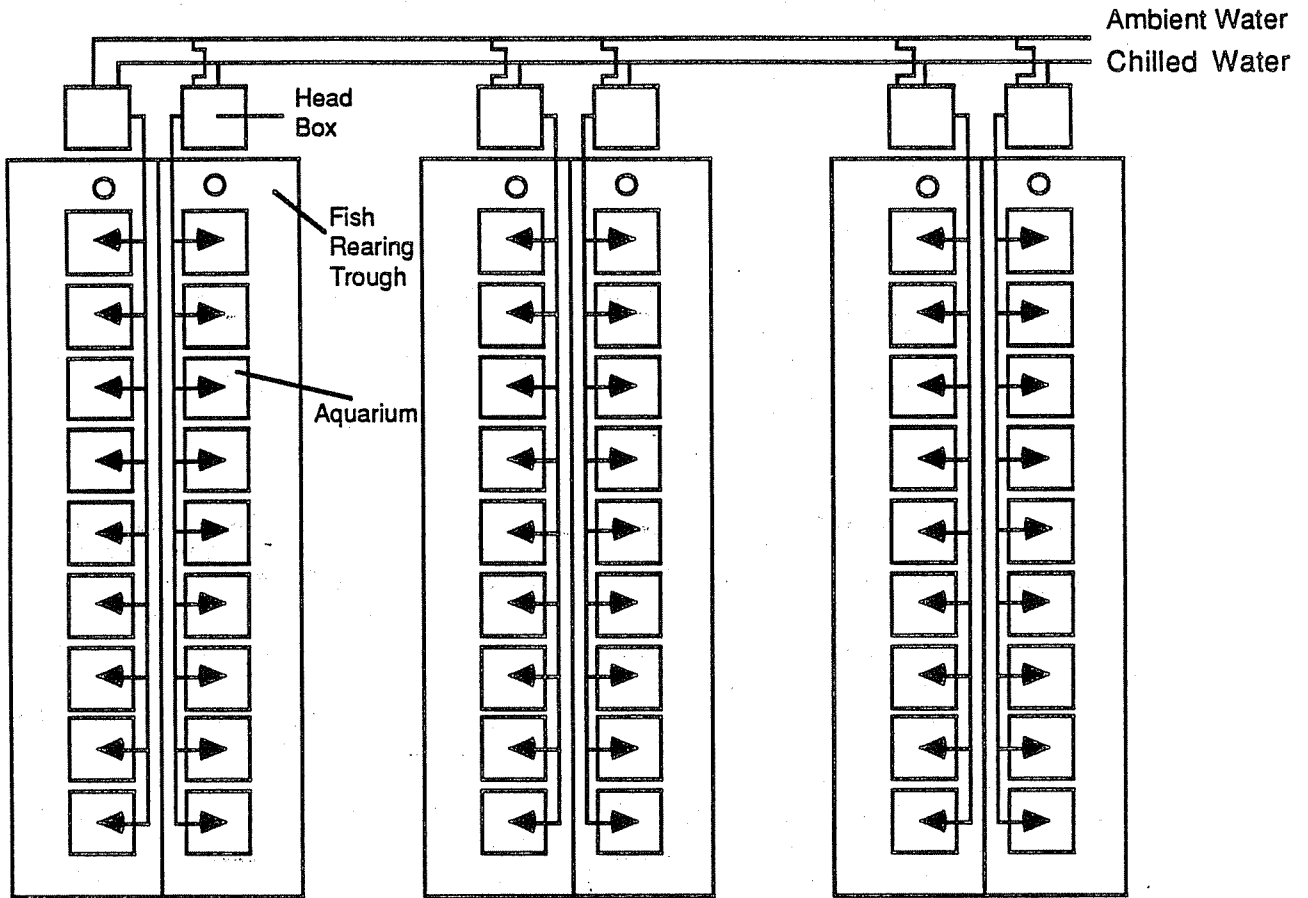 Ambient Water
Chilled Water
Head
Box
Fish
Rearing
Trough
Aquarium